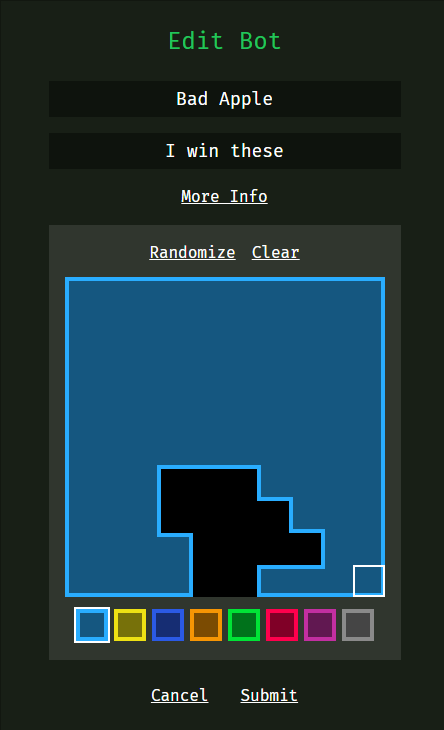 Edit Bot
Bad Apple
I win these
More Info
Randomize Clear
Cancel Submit